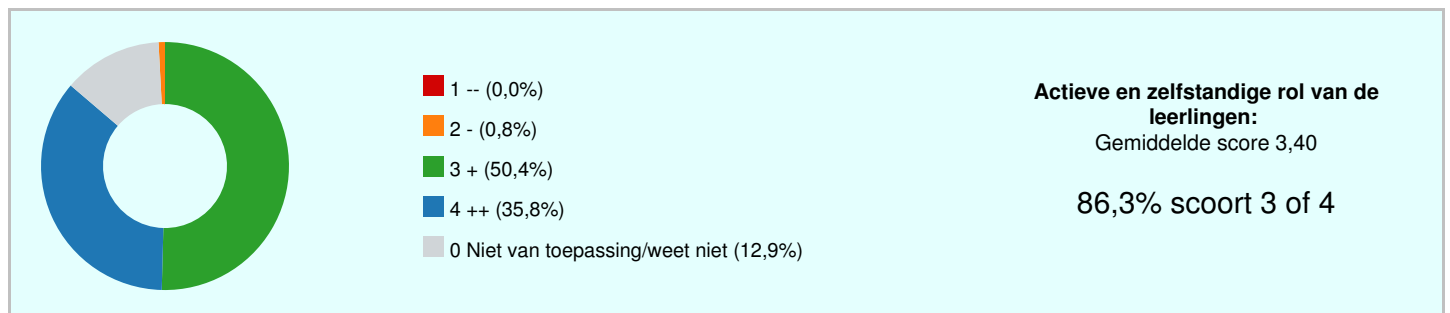 1 -- (0,0%)
2 - (0,8%)
3 + (50,4%)
4 ++ (35,8%)
0 Niet van toepassing/weet niet (12,9%)
Actieve en zelfstandige rol van de
leerlingen:
Gemiddelde score 3,40
86,3% scoort 3 of 4